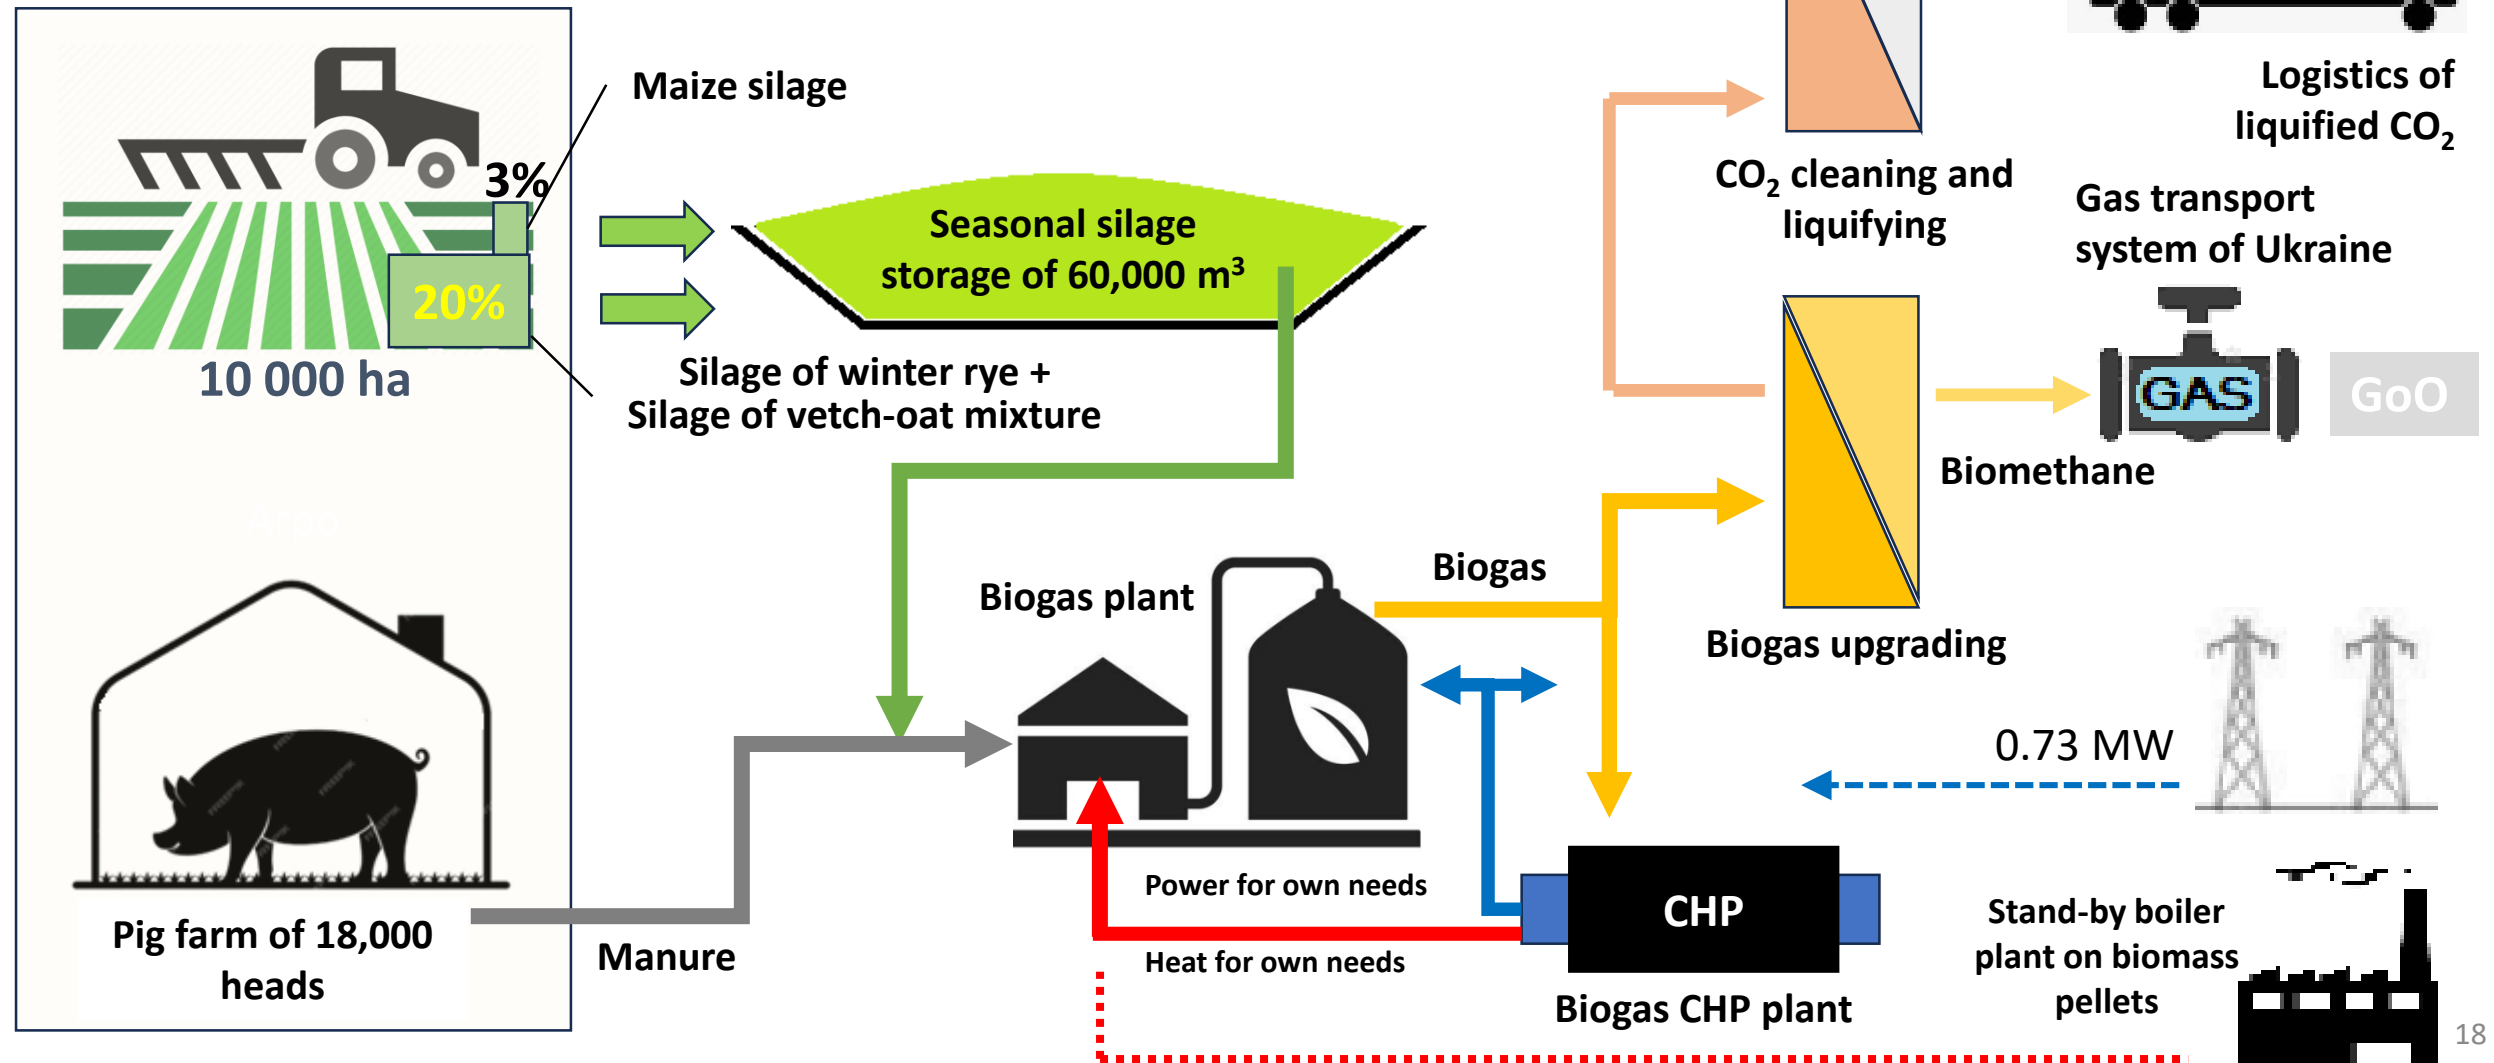 Maize silage
3%
20%
10 000 ha
Seasonal silage
storage of 60,000 m³
Silage of winter rye +
Silage of vetch-oat mixture
CO₂ cleaning and
liquifying
Logistics of
liquified CO₂
Gas transport
system of Ukraine
GAS
GoO
Biomethane
Biogas upgrading
Biogas
Biogas plant
Агро
0.73 MW
Power for own needs
Heat for own needs
CHP
Biogas CHP plant
Stand-by boiler
plant on biomass
pellets
Pig farm of 18,000
heads
Manure
18